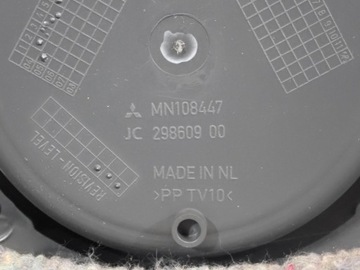 MN108447
JC 298609 00
MADE IN NL
>PP TV10<
REVISION-LEVEL